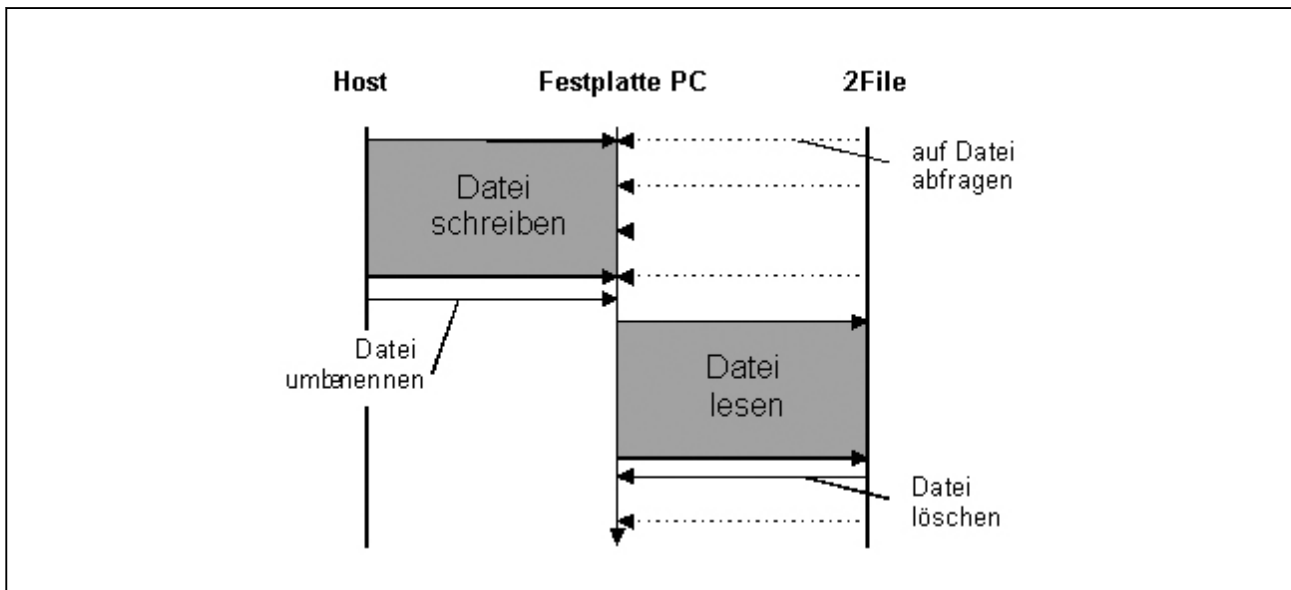 Host Festplatte PC 2File
auf Datei
abfragen
Datei
schreiben
Datei
umbenennen
Datei
lesen
Datei
löschen